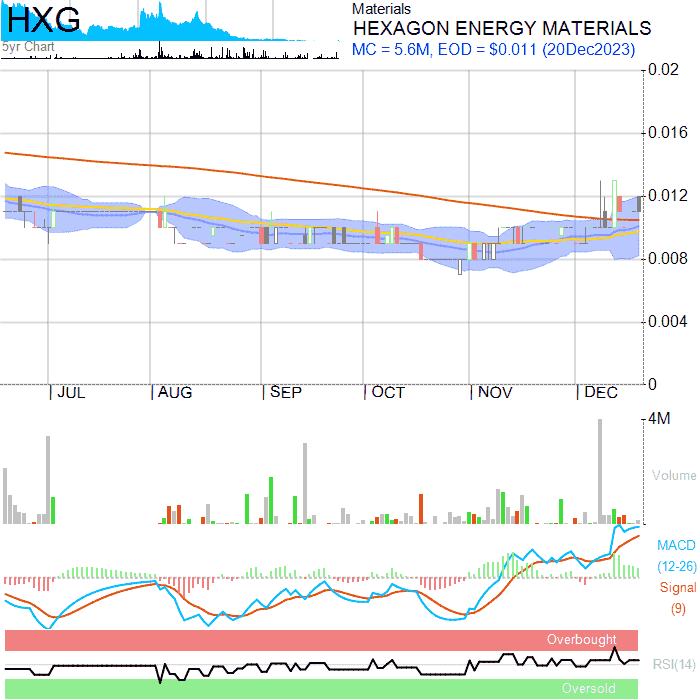 HXG
5yr Chart
Materials
HEXAGON ENERGY MATERIALS
MC = 5.6M, EOD = $0.011 (20Dec2023)
0.02
0.016
0.012
0.008
0.004
0
JUL AUG SEP OCT NOV DEC
4M
Volume
MACD
(12-26)
Signal
(9)
Overbought
RSI(14)
Oversold